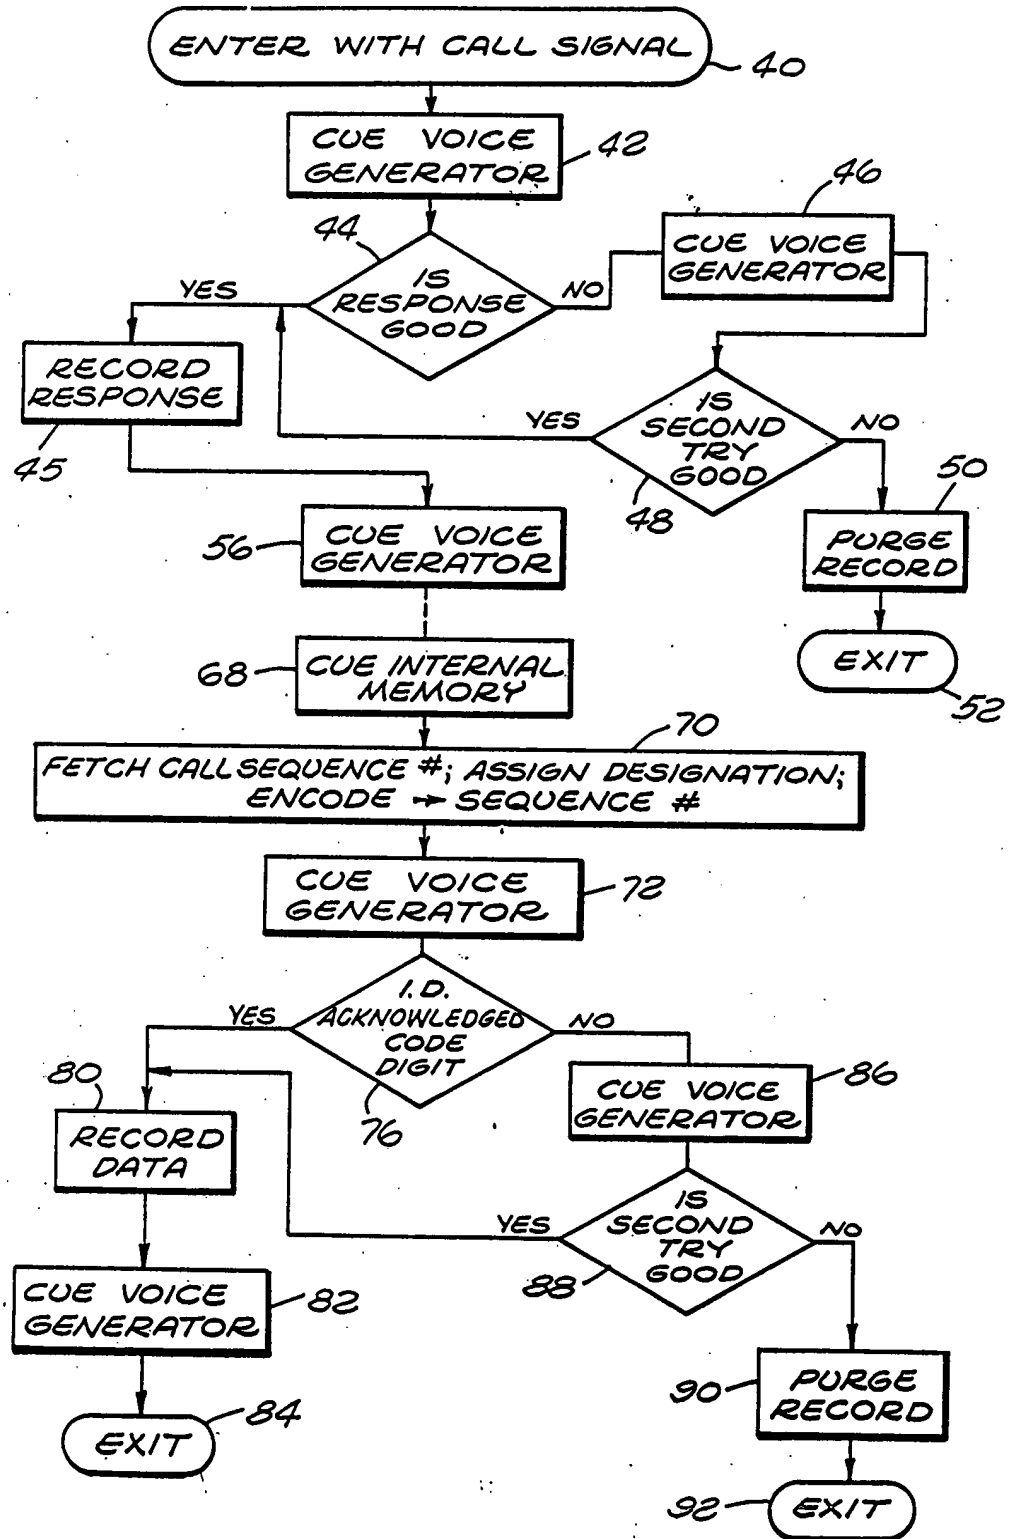 ENTER WITH CALL SIGNAL
40
CUE VOICE
GENERATOR
42
46
44
CUE VOICE
GENERATOR
IS
RESPONSE
GOOD
YES
NO
RECORD
RESPONSE
45
IS
SECOND
TRY
GOOD
YES
NO
48
50
PURGE
RECORD
56
CUE VOICE
GENERATOR
EXIT
52
68
CUE INTERNAL
MEMORY
70
FETCH CALL SEQUENCE #; ASSIGN DESIGNATION;
ENCODE → SEQUENCE #
CUE VOICE
GENERATOR
72
I.D.
ACKNOWLEDGED
CODE
DIGIT
YES
NO
76
80
RECORD
DATA
86
CUE VOICE
GENERATOR
IS
SECOND
TRY
GOOD
YES
NO
88
CUE VOICE
GENERATOR
82
90
PURGE
RECORD
84
EXIT
92
EXIT